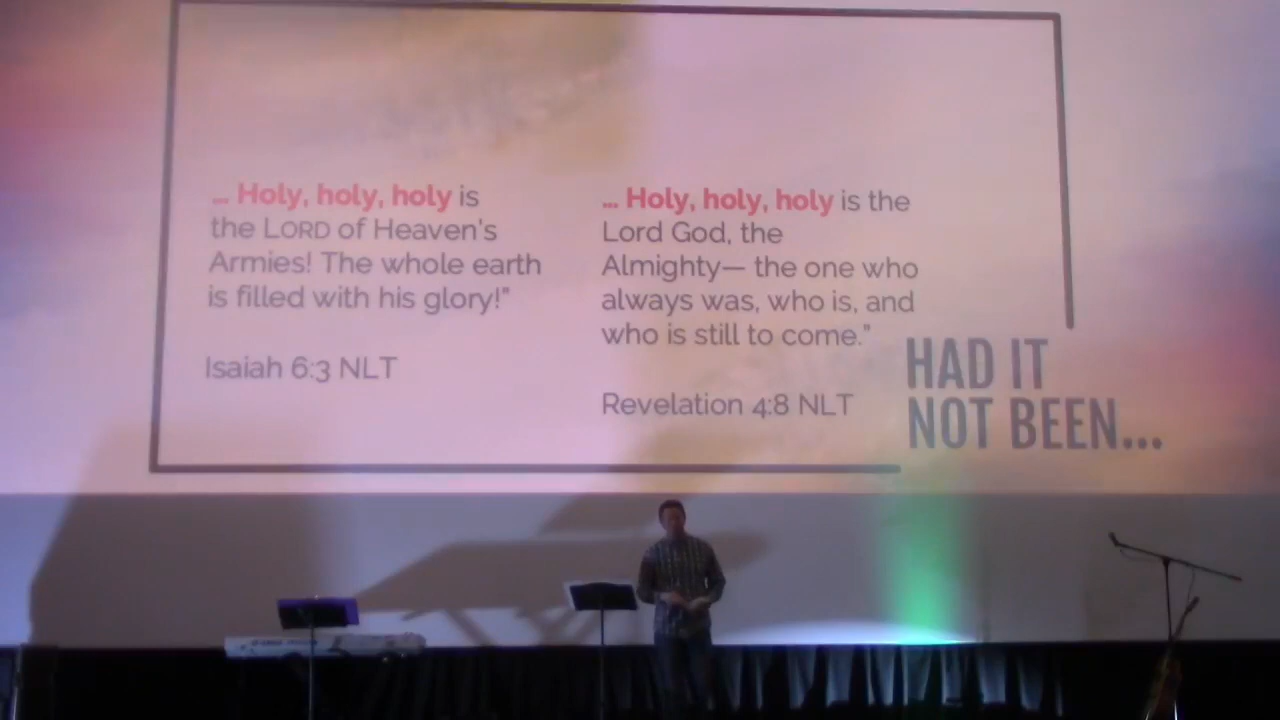 ... Holy, holy, holy is
the LORD of Heaven's
Armies! The whole earth
is filled with his glory!"
Isaiah 6:3 NLT
... Holy, holy, holy is the
Lord God, the
Almighty— the one who
always was, who is, and
who is still to come."
Revelation 4:8 NLT
HAD IT
NOT BEEN...